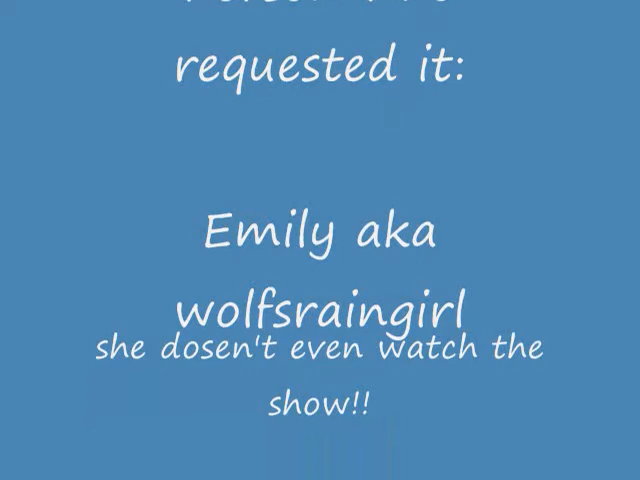 requested it:
Emily aka
wolfsraingirl
she dosen't even watch the
show!!